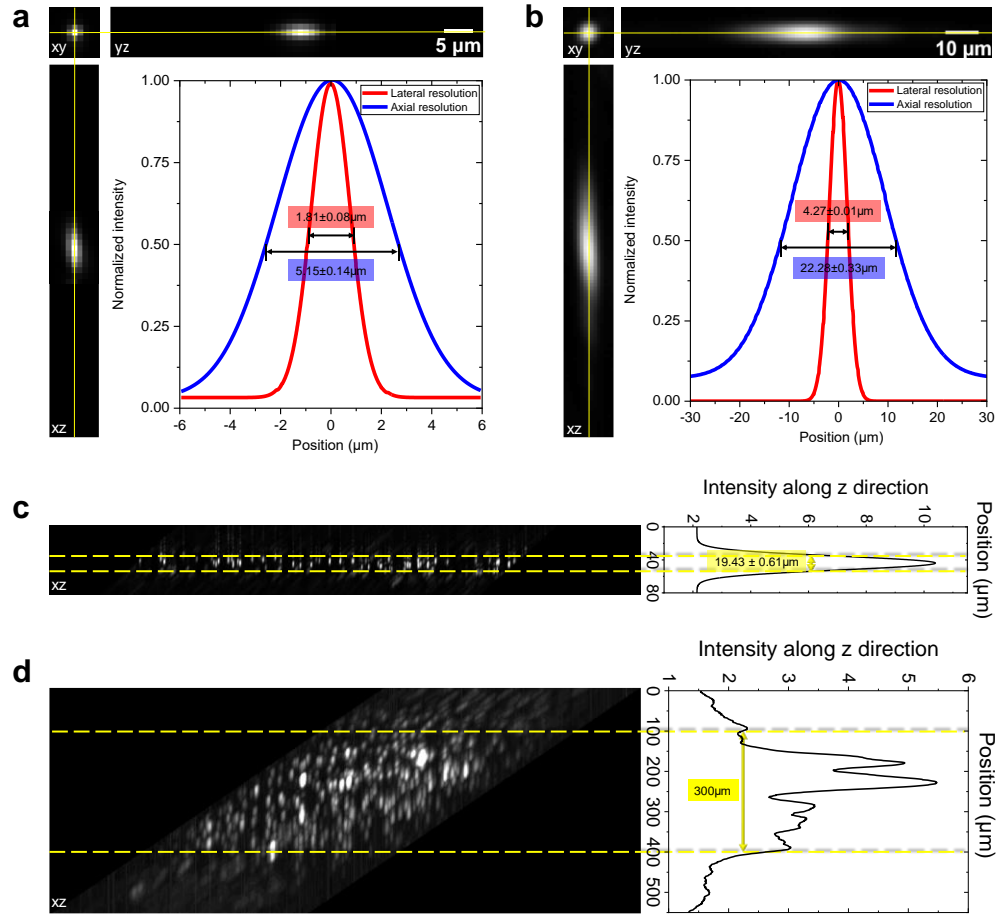 a
xy
yz
5 µm
xz
1.00
0.75
0.50
0.25
0.00
Normalized intensity
Lateral resolution
Axial resolution
1.81±0.08µm
5.15±0.14µm
-6
-4
-2
0
2
4
6
Position (µm)
b
xy
yz
10 µm
xz
1.00
0.75
0.50
0.25
0.00
Normalized intensity
Lateral resolution
Axial resolution
4.27±0.01µm
22.28±0.33µm
-30
-20
-10
0
10
20
30
Position (µm)
c
xz
Intensity along z direction
2
4
6
8
10
0
40
80
Position (µm)
19.43 ± 0.61µm
d
xz
Intensity along z direction
1
2
3
4
5
6
0
100
200
300
400
500
Position (µm)
300µm